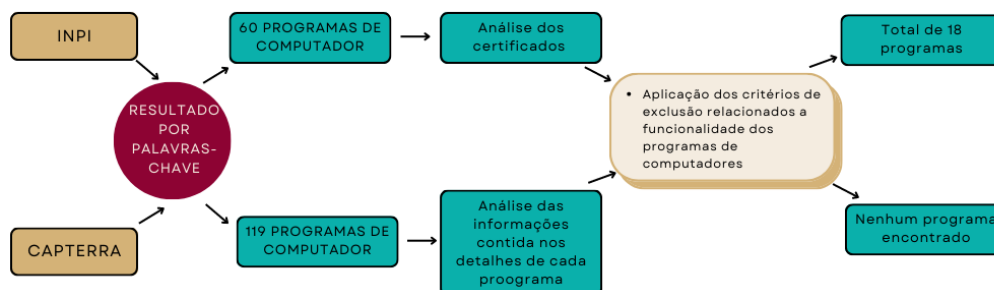 INPI
CAPTERRA
RESULTADO
POR
PALAVRAS-
CHAVE
60 PROGRAMAS DE
COMPUTADOR
119 PROGRAMAS DE
COMPUTADOR
Análise dos
certificados
Análise das
informações
contida nos
detalhes de cada
proograma
• Aplicação dos critérios de
exclusão relacionados a
funcionalidade dos
programas de
computadores
Total de 18
programas
Nenhum programa
encontrado